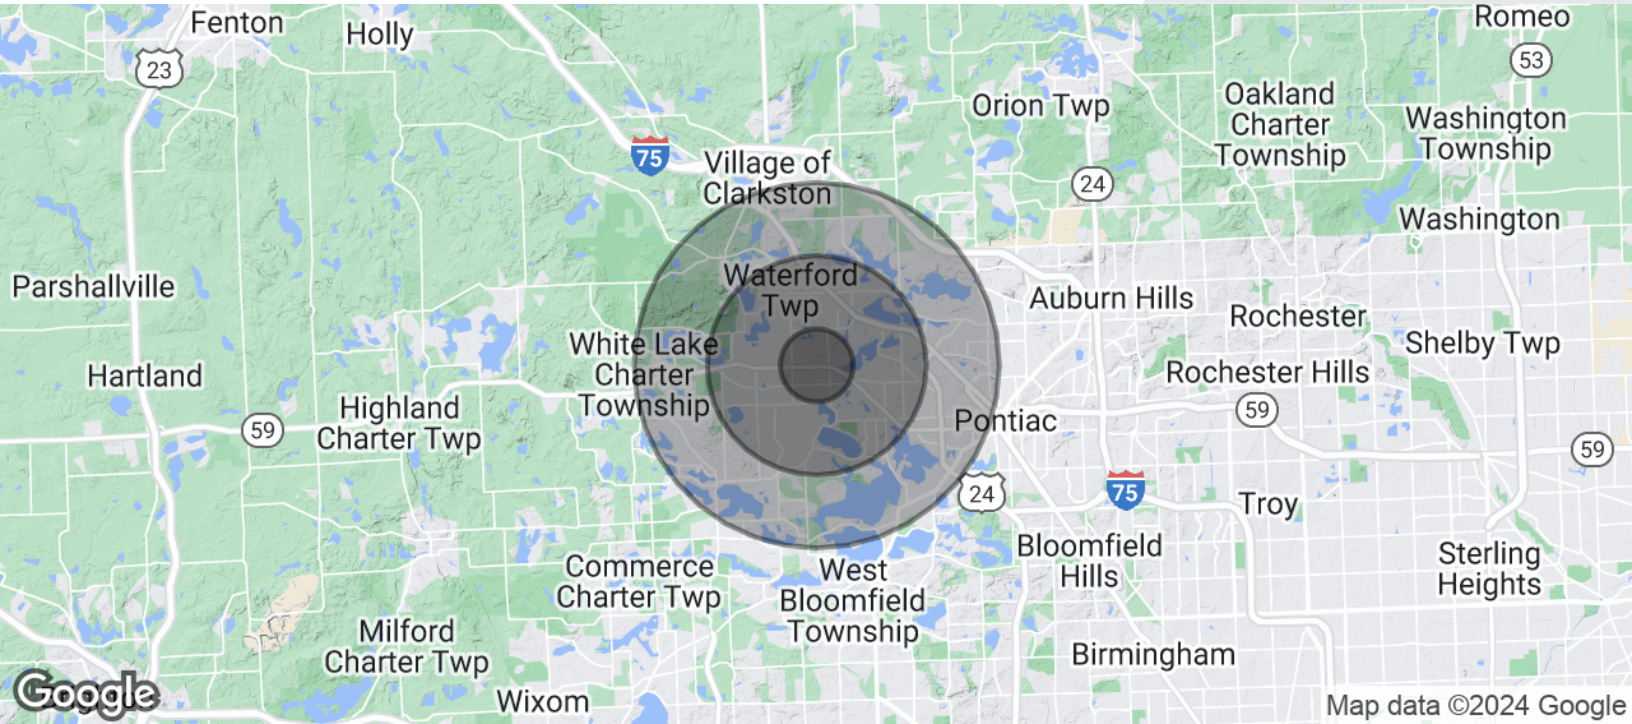 Fenton
Holly
Romeo
23
53
Orion Twp
Oakland
Charter
Township
Washington
Township
75
Village of
Clarkston
24
Washington
Parshallville
Waterford
Twp
Auburn Hills
Rochester
White Lake
Charter
Township
Shelby Twp
Hartland
Rochester Hills
Highland
Charter Twp
59
Pontiac
59
59
24
75
Troy
Commerce
Charter Twp
West
Bloomfield
Township
Bloomfield
Hills
Sterling
Heights
Milford
Charter Twp
Birmingham
Wixom
Google
Map data ©2024 Google